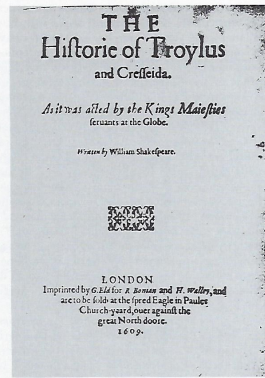 THE
Historie of Troylus
and Cresseida.
As it was acted by the Kings Maiesties
seruants at the Globe.
Written by William Shakespeare.
LONDON
Imprinted by G. Eld for R Bonian and H. Walley, and
are to be sold at the spred Eagle in Paules
Church-yeard, ouer against the
great North doore.
1609.